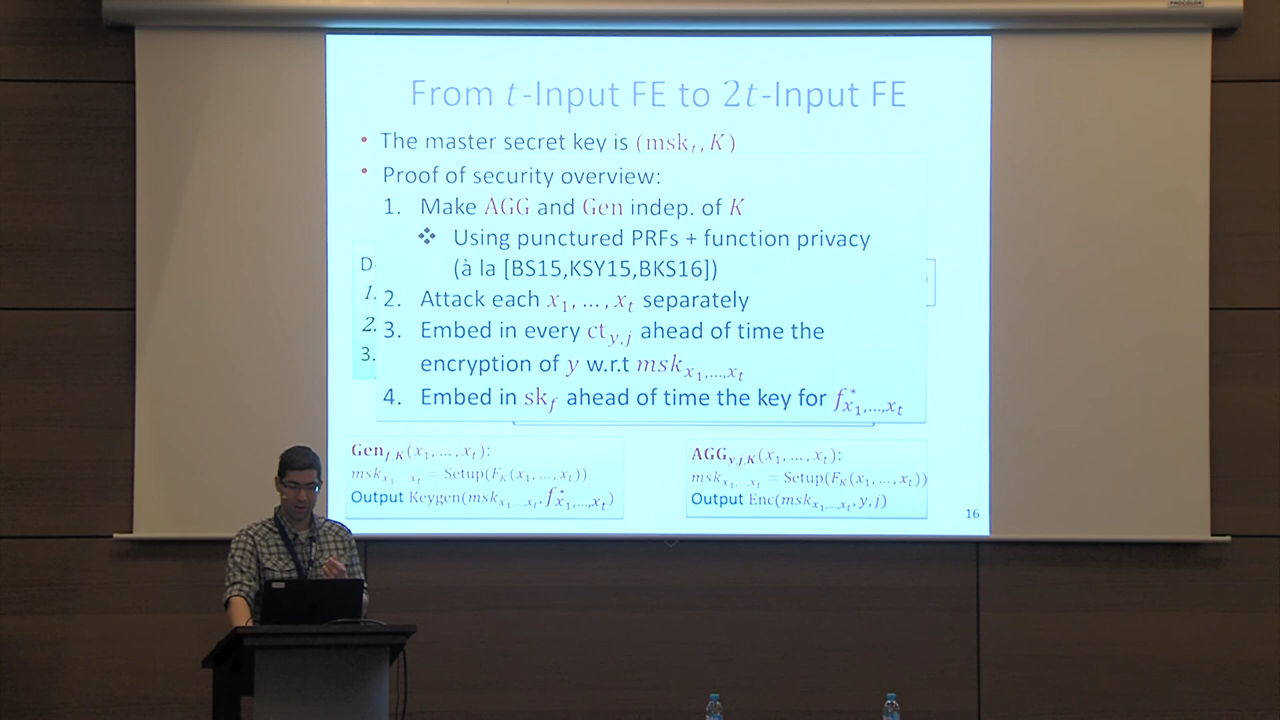 PROCOLOR
From t-Input FE to 2t-Input FE
• The master secret key is (msk_t, K)
• Proof of security overview:
1. Make AGG and Gen indep. of K
❖ Using punctured PRFs + function privacy
(à la [BS15,KSY15,BKS16])
2. Attack each x_1, … , x_t separately
3. Embed in every ct_{y,j} ahead of time the
encryption of y w.r.t msk_{x_1,…,x_t}
4. Embed in sk_f ahead of time the key for f*_{x_1,…,x_t}
D
1.
2.
3.
Gen_{f,K}(x_1, … , x_t):
msk_{x_1,…,x_t} = Setup(F_K(x_1, … , x_t))
Output Keygen(msk_{x_1,…,x_t}, f*_{x_1,…,x_t})
AGG_{y,j,K}(x_1, … , x_t):
msk_{x_1,…,x_t} = Setup(F_K(x_1, … , x_t))
Output Enc(msk_{x_1,…,x_t}, y, j)
16